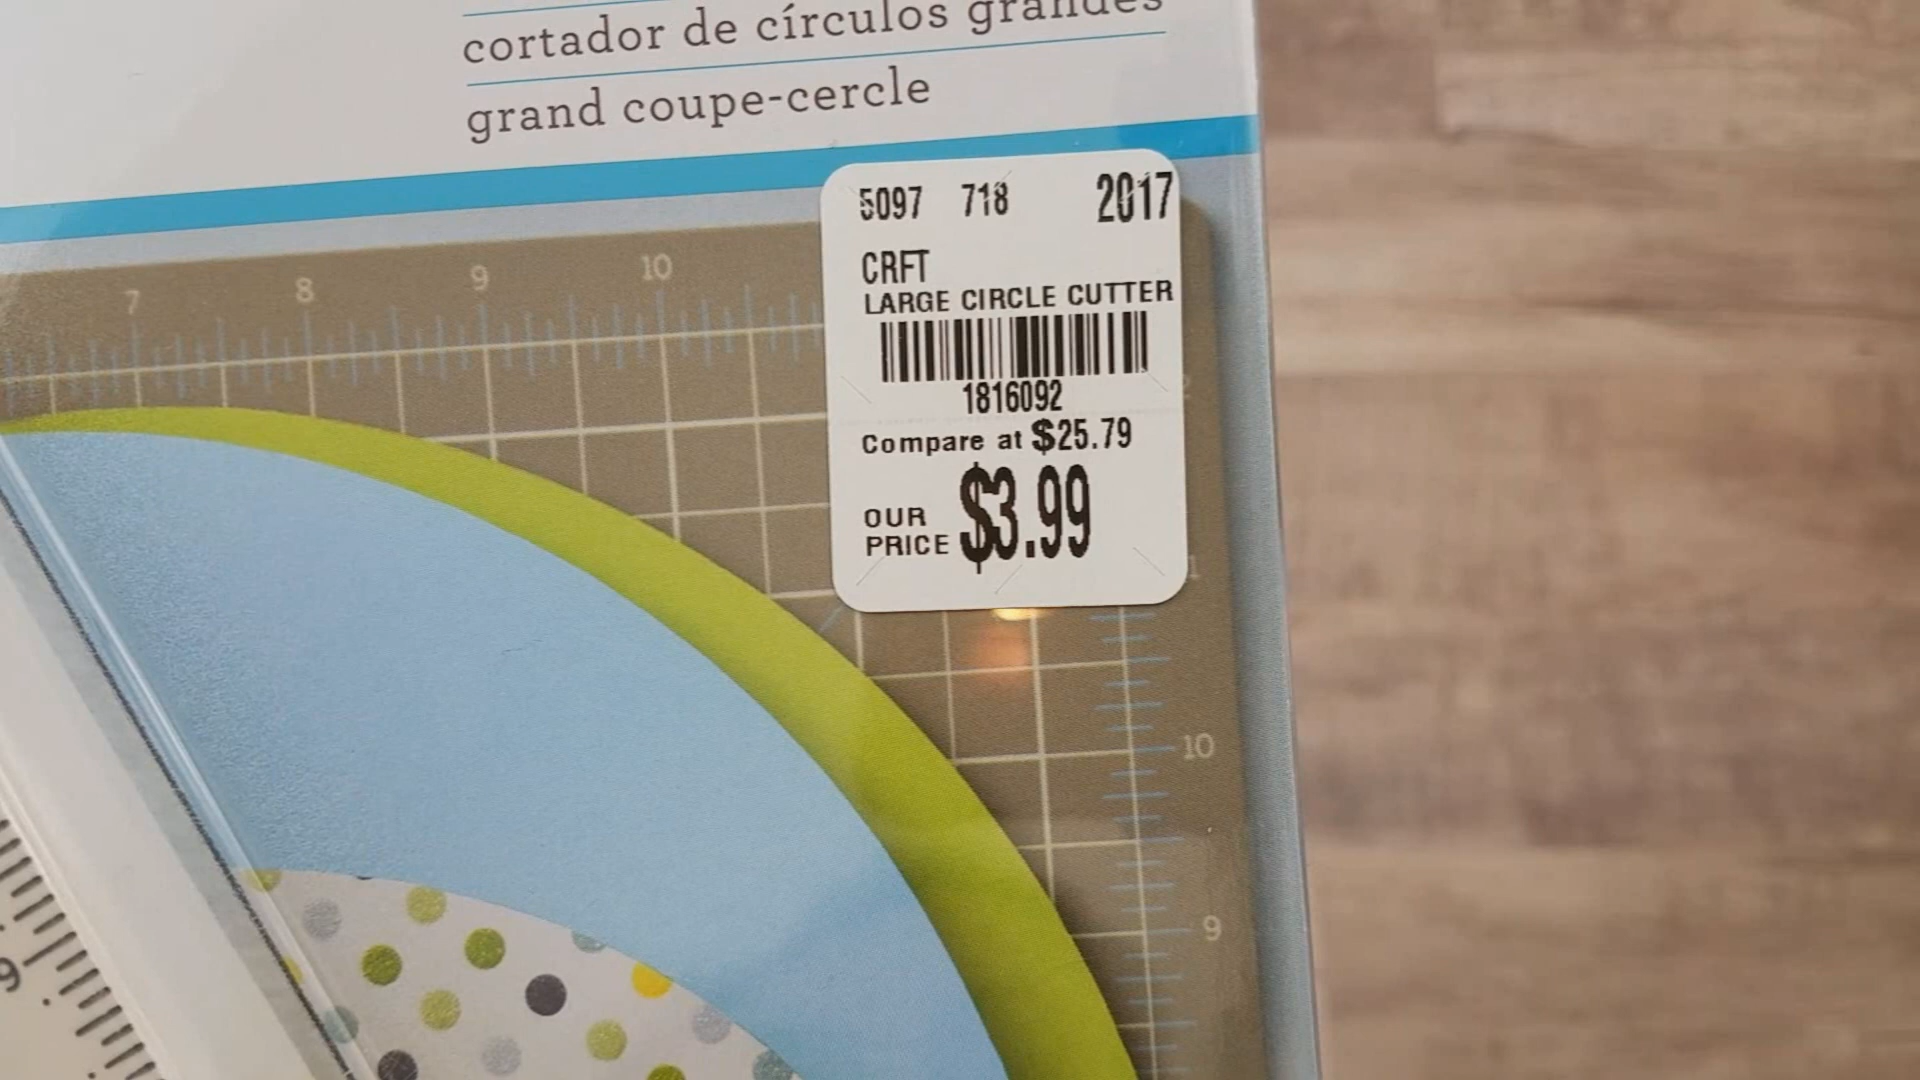 cortador de círculos grandes
grand coupe-cercle
5097 718 2017
CRFT
LARGE CIRCLE CUTTER
1816092
Compare at $25.79
OUR PRICE $3.99
7 8 9 10
10
9